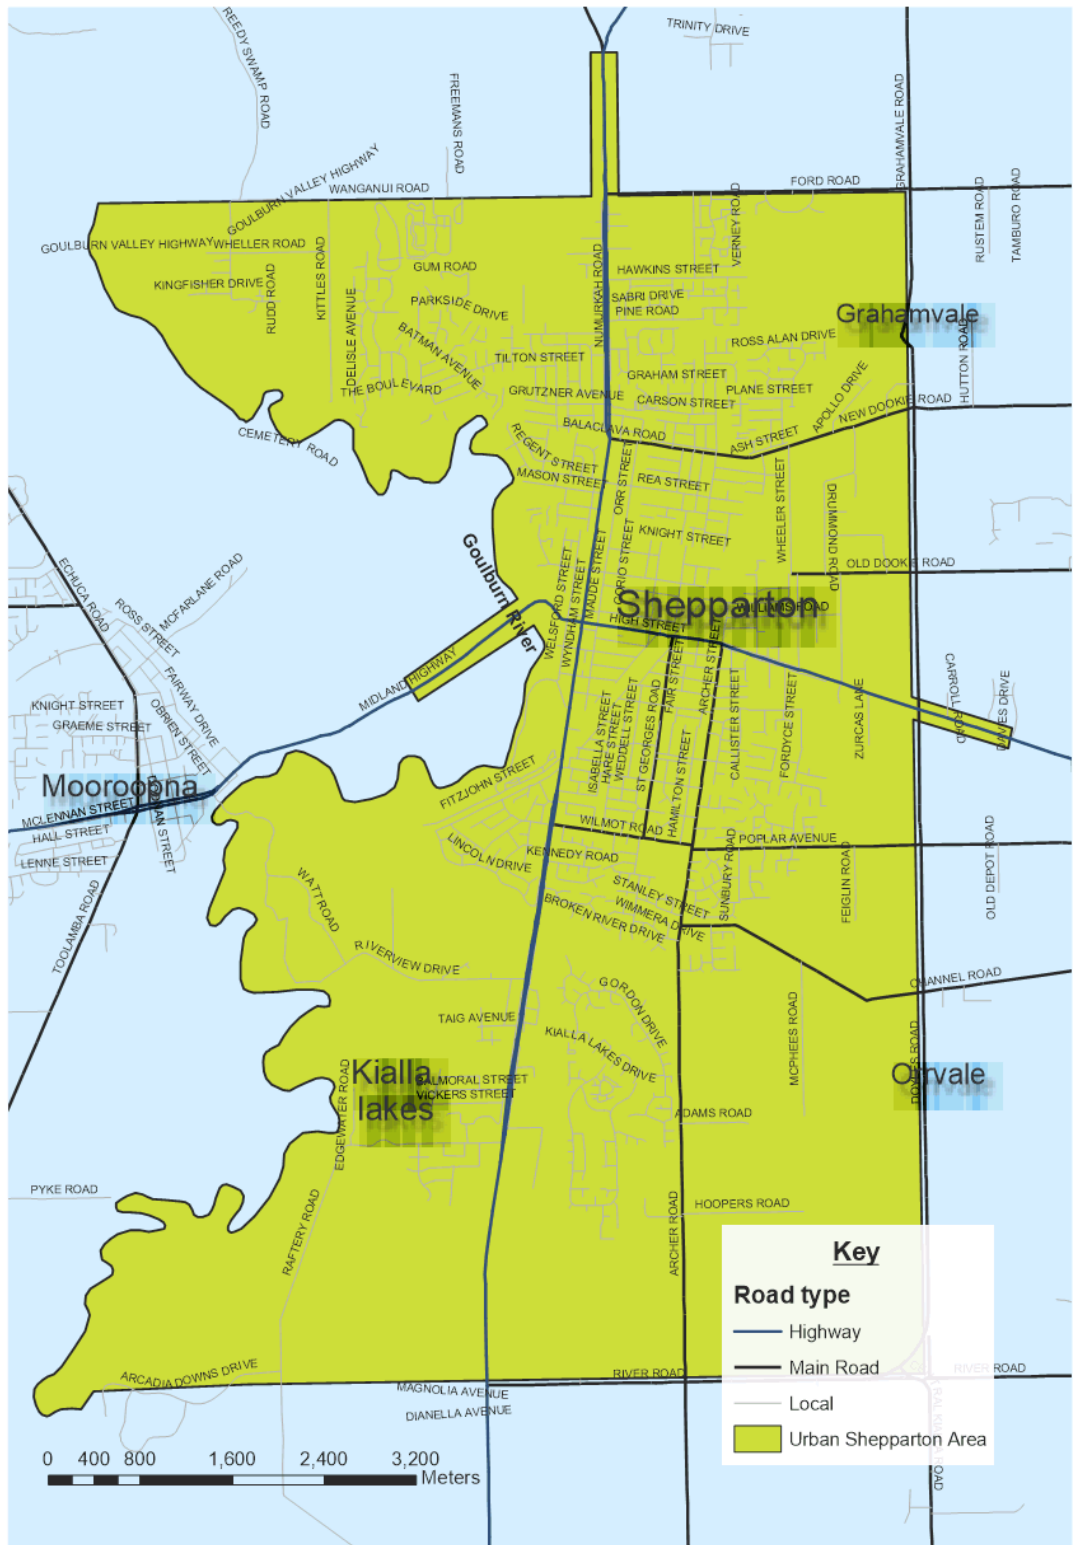 TRINITY DRIVE
REEDY SWAMP ROAD
FREEMANS ROAD
GRAHAMVALE ROAD
GOULBURN VALLEY HIGHWAY
WANGANUI ROAD
FORD ROAD
VERNEY ROAD
RUSTEM ROAD
TAMBURO ROAD
GOULBURN VALLEY HIGHWAY
WHELLER ROAD
KITTLES ROAD
GUM ROAD
NUMURKAH ROAD
HAWKINS STREET
KINGFISHER DRIVE
RUDD ROAD
DELISLE AVENUE
PARKSIDE DRIVE
SABRI DRIVE
PINE ROAD
Grahamvale
HUTTON ROAD
BATMAN AVENUE
TILTON STREET
ROSS ALAN DRIVE
GRAHAM STREET
THE BOULEVARD
GRUTZNER AVENUE
CARSON STREET
PLANE STREET
APOLLO DRIVE
NEW DOOKIE ROAD
CEMETERY ROAD
BALACLAVA ROAD
ASH STREET
REGENT STREET
MASON STREET
ORR STREET
REA STREET
WHEELER STREET
DRUMMOND ROAD
KNIGHT STREET
ECHUCA ROAD
ROSS STREET
MCFARLANE ROAD
Goulburn River
WELSFORD STREET
WYNDHAM STREET
MAUDE STREET
CORIO STREET
OLD DOOKIE ROAD
Shepparton
WILLIAMS ROAD
HIGH STREET
MIDLAND HIGHWAY
FAIRWAY DRIVE
OBRIEN STREET
KNIGHT STREET
GRAEME STREET
ISABELLA STREET
HARE STREET
WEDDELL STREET
ST GEORGES ROAD
FAIR STREET
ARCHER STREET
HAMILTON STREET
CALLISTER STREET
FORDYCE STREET
ZURCAS LANE
CARROLL ROAD
DAVIES DRIVE
Mooroopna
MCLENNAN STREET
HALL STREET
LENNE STREET
FITZJOHN STREET
WILMOT ROAD
POPLAR AVENUE
LINCOLN DRIVE
KENNEDY ROAD
SUNBURY ROAD
FEIGLIN ROAD
OLD DEPOT ROAD
STANLEY STREET
WIMMERA DRIVE
BROKEN RIVER DRIVE
TOOLAMBA ROAD
WATT ROAD
RIVERVIEW DRIVE
CHANNEL ROAD
GORDON DRIVE
TAIG AVENUE
KIALLA LAKES DRIVE
MCPHEES ROAD
DOYLES ROAD
Orrvale
Kialla
lakes
BALMORAL STREET
VICKERS STREET
EDGEWATER ROAD
ADAMS ROAD
PYKE ROAD
RAFTERY ROAD
ARCHER ROAD
HOOPERS ROAD
Key
Road type
Highway
Main Road
Local
Urban Shepparton Area
ARCADIA DOWNS DRIVE
MAGNOLIA AVENUE
DIANELLA AVENUE
RIVER ROAD
RIVER ROAD
0 400 800 1,600 2,400 3,200
Meters